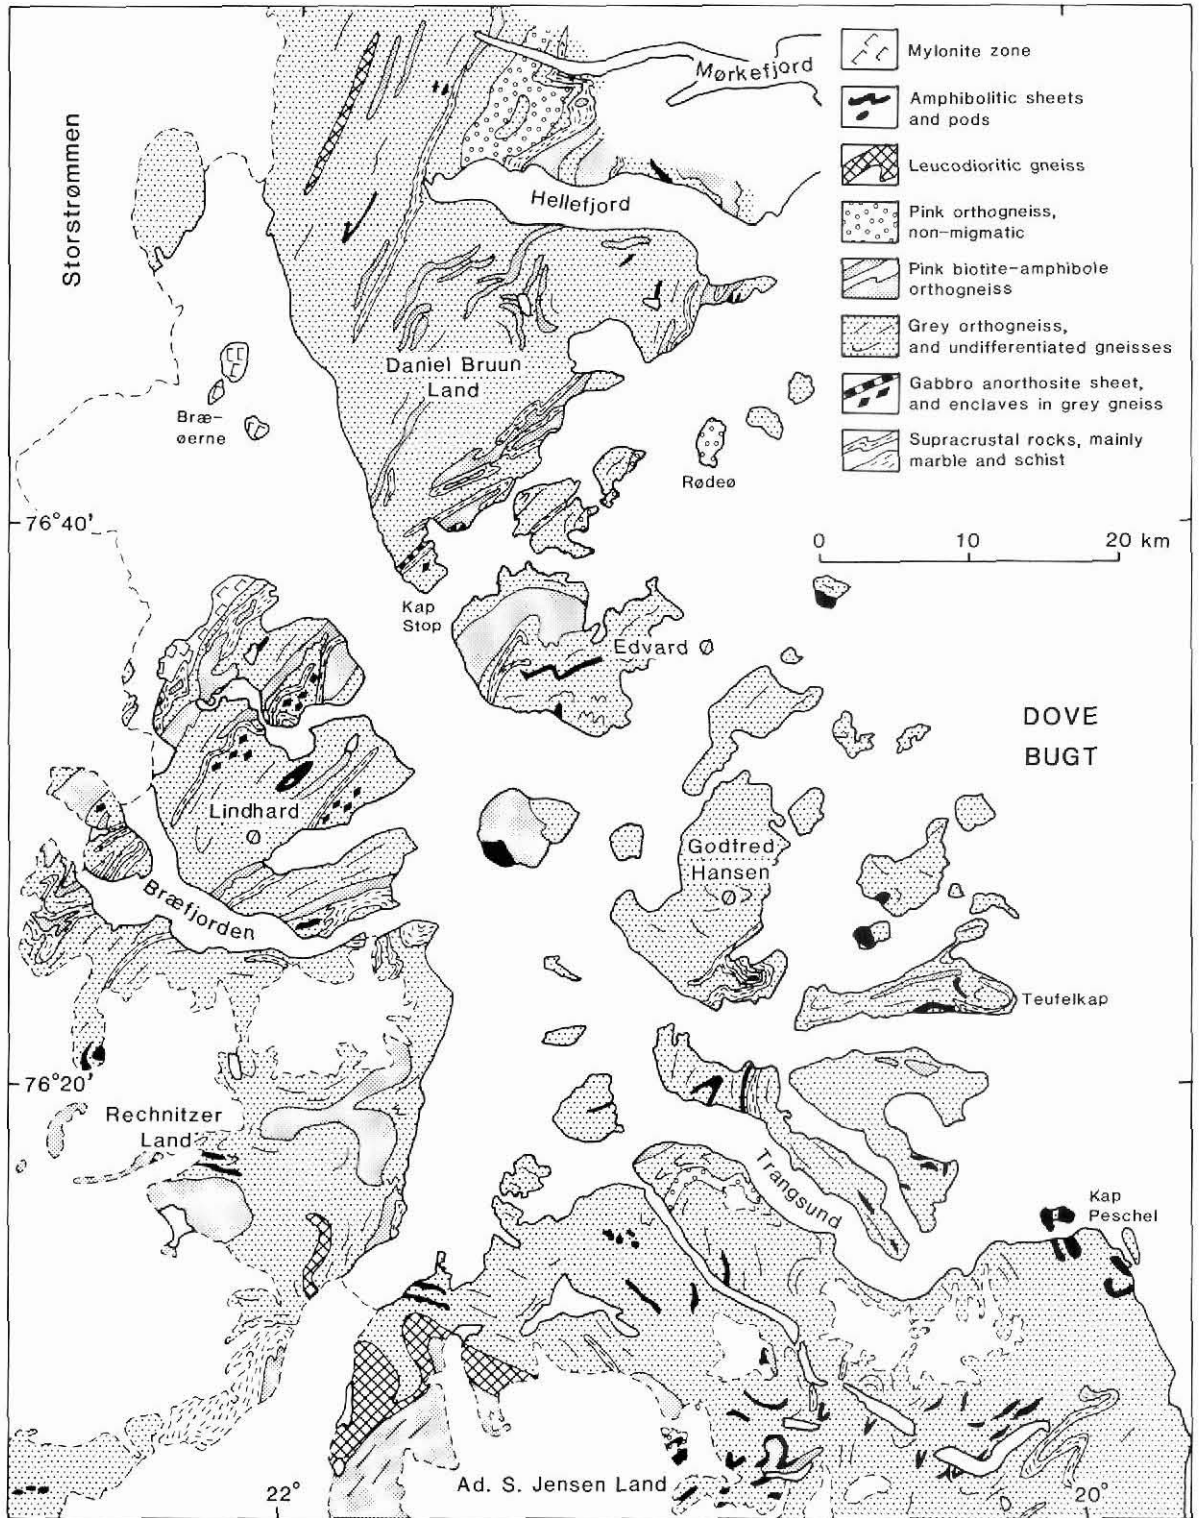 Storstrømmen
Mørkefjord
Hellefjord
Daniel Bruun
Land
Bræ-
øerne
Rødeø
76°40'
Kap
Stop
Edvard Ø
DOVE
BUGT
Lindhard
Ø
Godfred
Hansen
Ø
Bræfjorden
Teufelkap
76°20'
Rechnitzer
Land
Trangsund
Kap
Peschel
Ad. S. Jensen Land
22°
20°
Mylonite zone
Amphibolitic sheets
and pods
Leucodioritic gneiss
Pink orthogneiss,
non-migmatic
Pink biotite-amphibole
orthogneiss
Grey orthogneiss,
and undifferentiated gneisses
Gabbro anorthosite sheet,
and enclaves in grey gneiss
Supracrustal rocks, mainly
marble and schist
0 10 20 km